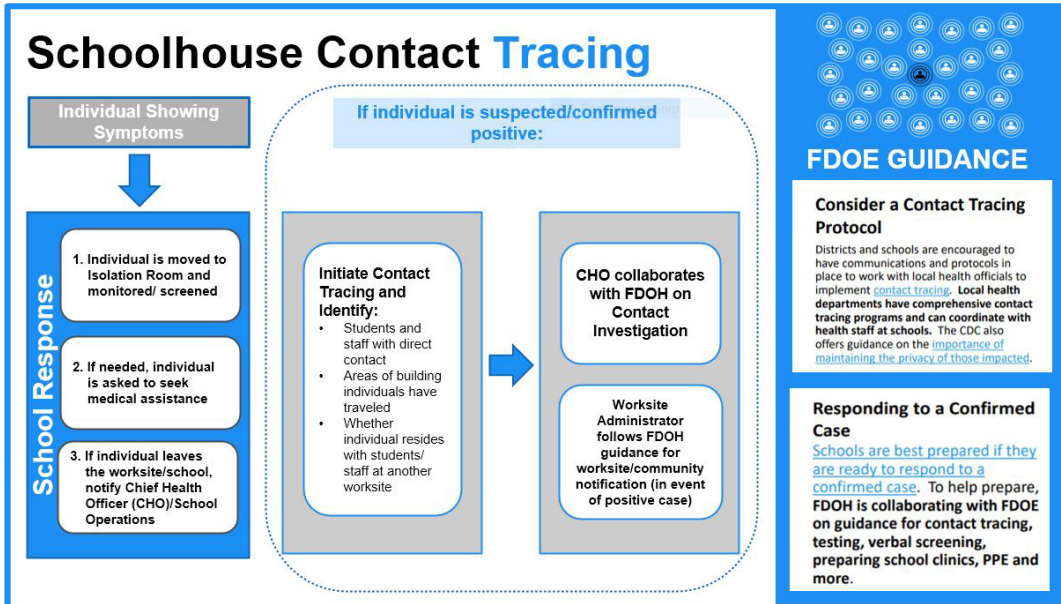 Schoolhouse Contact Tracing
Individual Showing
Symptoms
School Response
1. Individual is moved to
Isolation Room and
monitored/ screened
2. If needed, individual
is asked to seek
medical assistance
3. If individual leaves
the worksite/school,
notify Chief Health
Officer (CHO)/School
Operations
If individual is suspected/confirmed
positive:
Initiate Contact
Tracing and
Identify:
• Students and
staff with direct
contact
• Areas of building
individuals have
traveled
• Whether
individual resides
with students/
staff at another
worksite
CHO collaborates
with FDOH on
Contact
Investigation
Worksite
Administrator
follows FDOH
guidance for
worksite/community
notification (in event
of positive case)
FDOE GUIDANCE
Consider a Contact Tracing
Protocol
Districts and schools are encouraged to
have communications and protocols in
place to work with local health officials to
implement contact tracing. Local health
departments have comprehensive contact
tracing programs and can coordinate with
health staff at schools. The CDC also
offers guidance on the importance of
maintaining the privacy of those impacted.
Responding to a Confirmed
Case
Schools are best prepared if they
are ready to respond to a
confirmed case. To help prepare,
FDOH is collaborating with FDOE
on guidance for contact tracing,
testing, verbal screening,
preparing school clinics, PPE and
more.